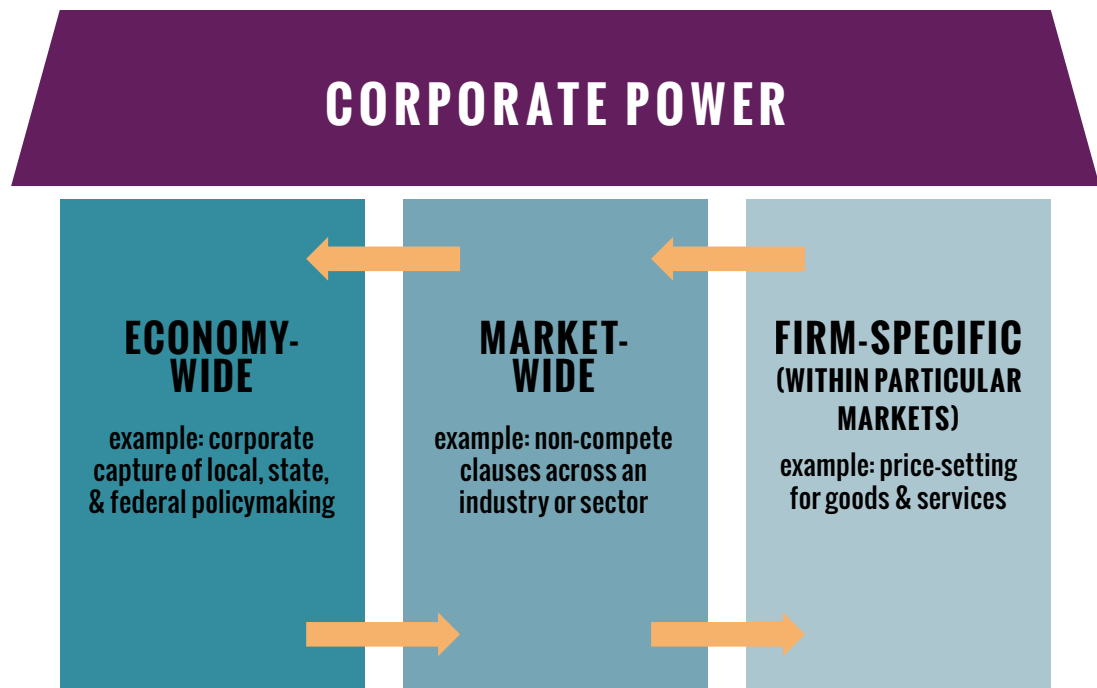 CORPORATE POWER
ECONOMY-
WIDE
example: corporate
capture of local, state,
& federal policymaking
MARKET-
WIDE
example: non-compete
clauses across an
industry or sector
FIRM-SPECIFIC
(WITHIN PARTICULAR
MARKETS)
example: price-setting
for goods & services